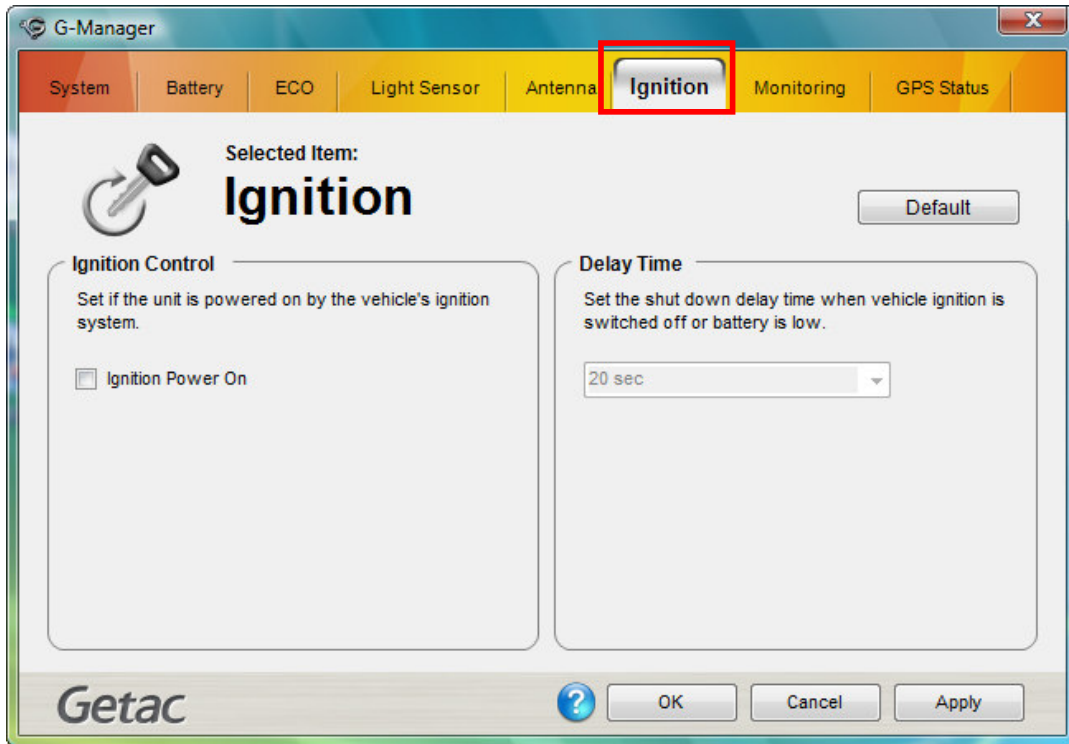 G-Manager
System Battery ECO Light Sensor Antenna Ignition Monitoring GPS Status
Selected Item:
Ignition
Default
Ignition Control
Set if the unit is powered on by the vehicle's ignition
system.
Ignition Power On
Delay Time
Set the shut down delay time when vehicle ignition is
switched off or battery is low.
20 sec
Getac
? OK Cancel Apply